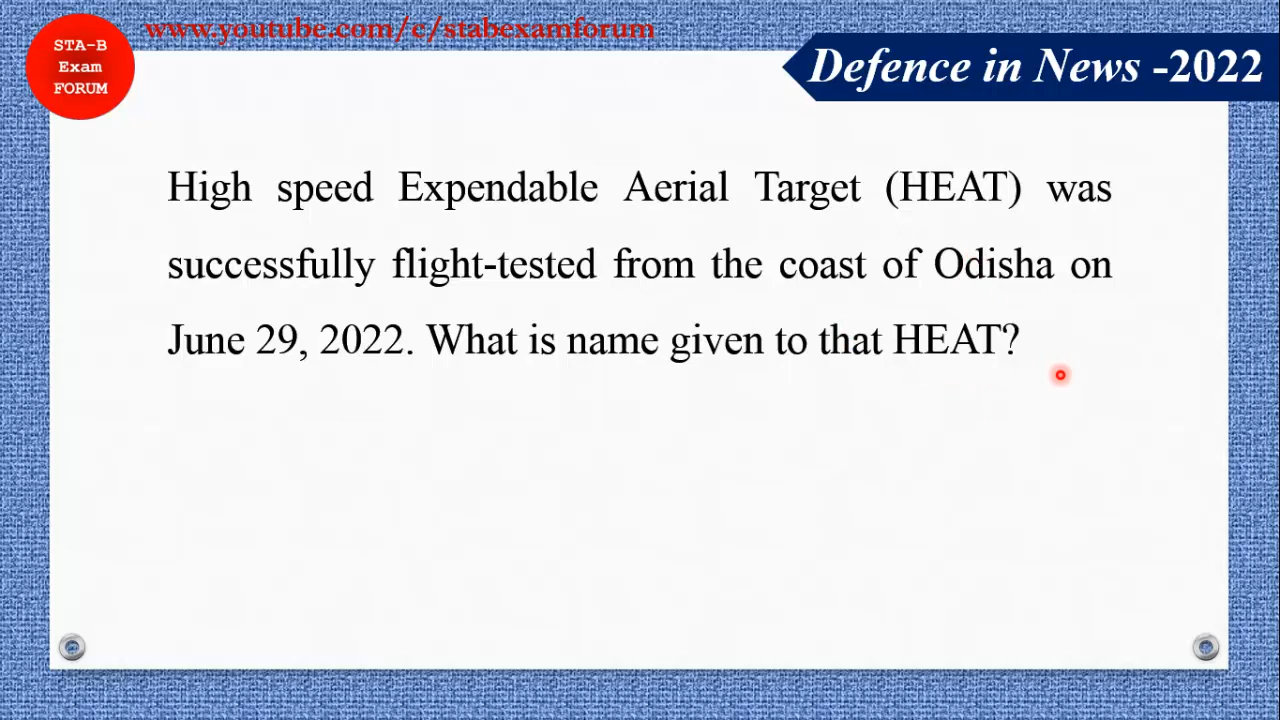 www.youtube.com/c/stabexamforum
STA-B
Exam
FORUM
Defence in News -2022
High speed Expendable Aerial Target (HEAT) was
successfully flight-tested from the coast of Odisha on
June 29, 2022. What is name given to that HEAT?